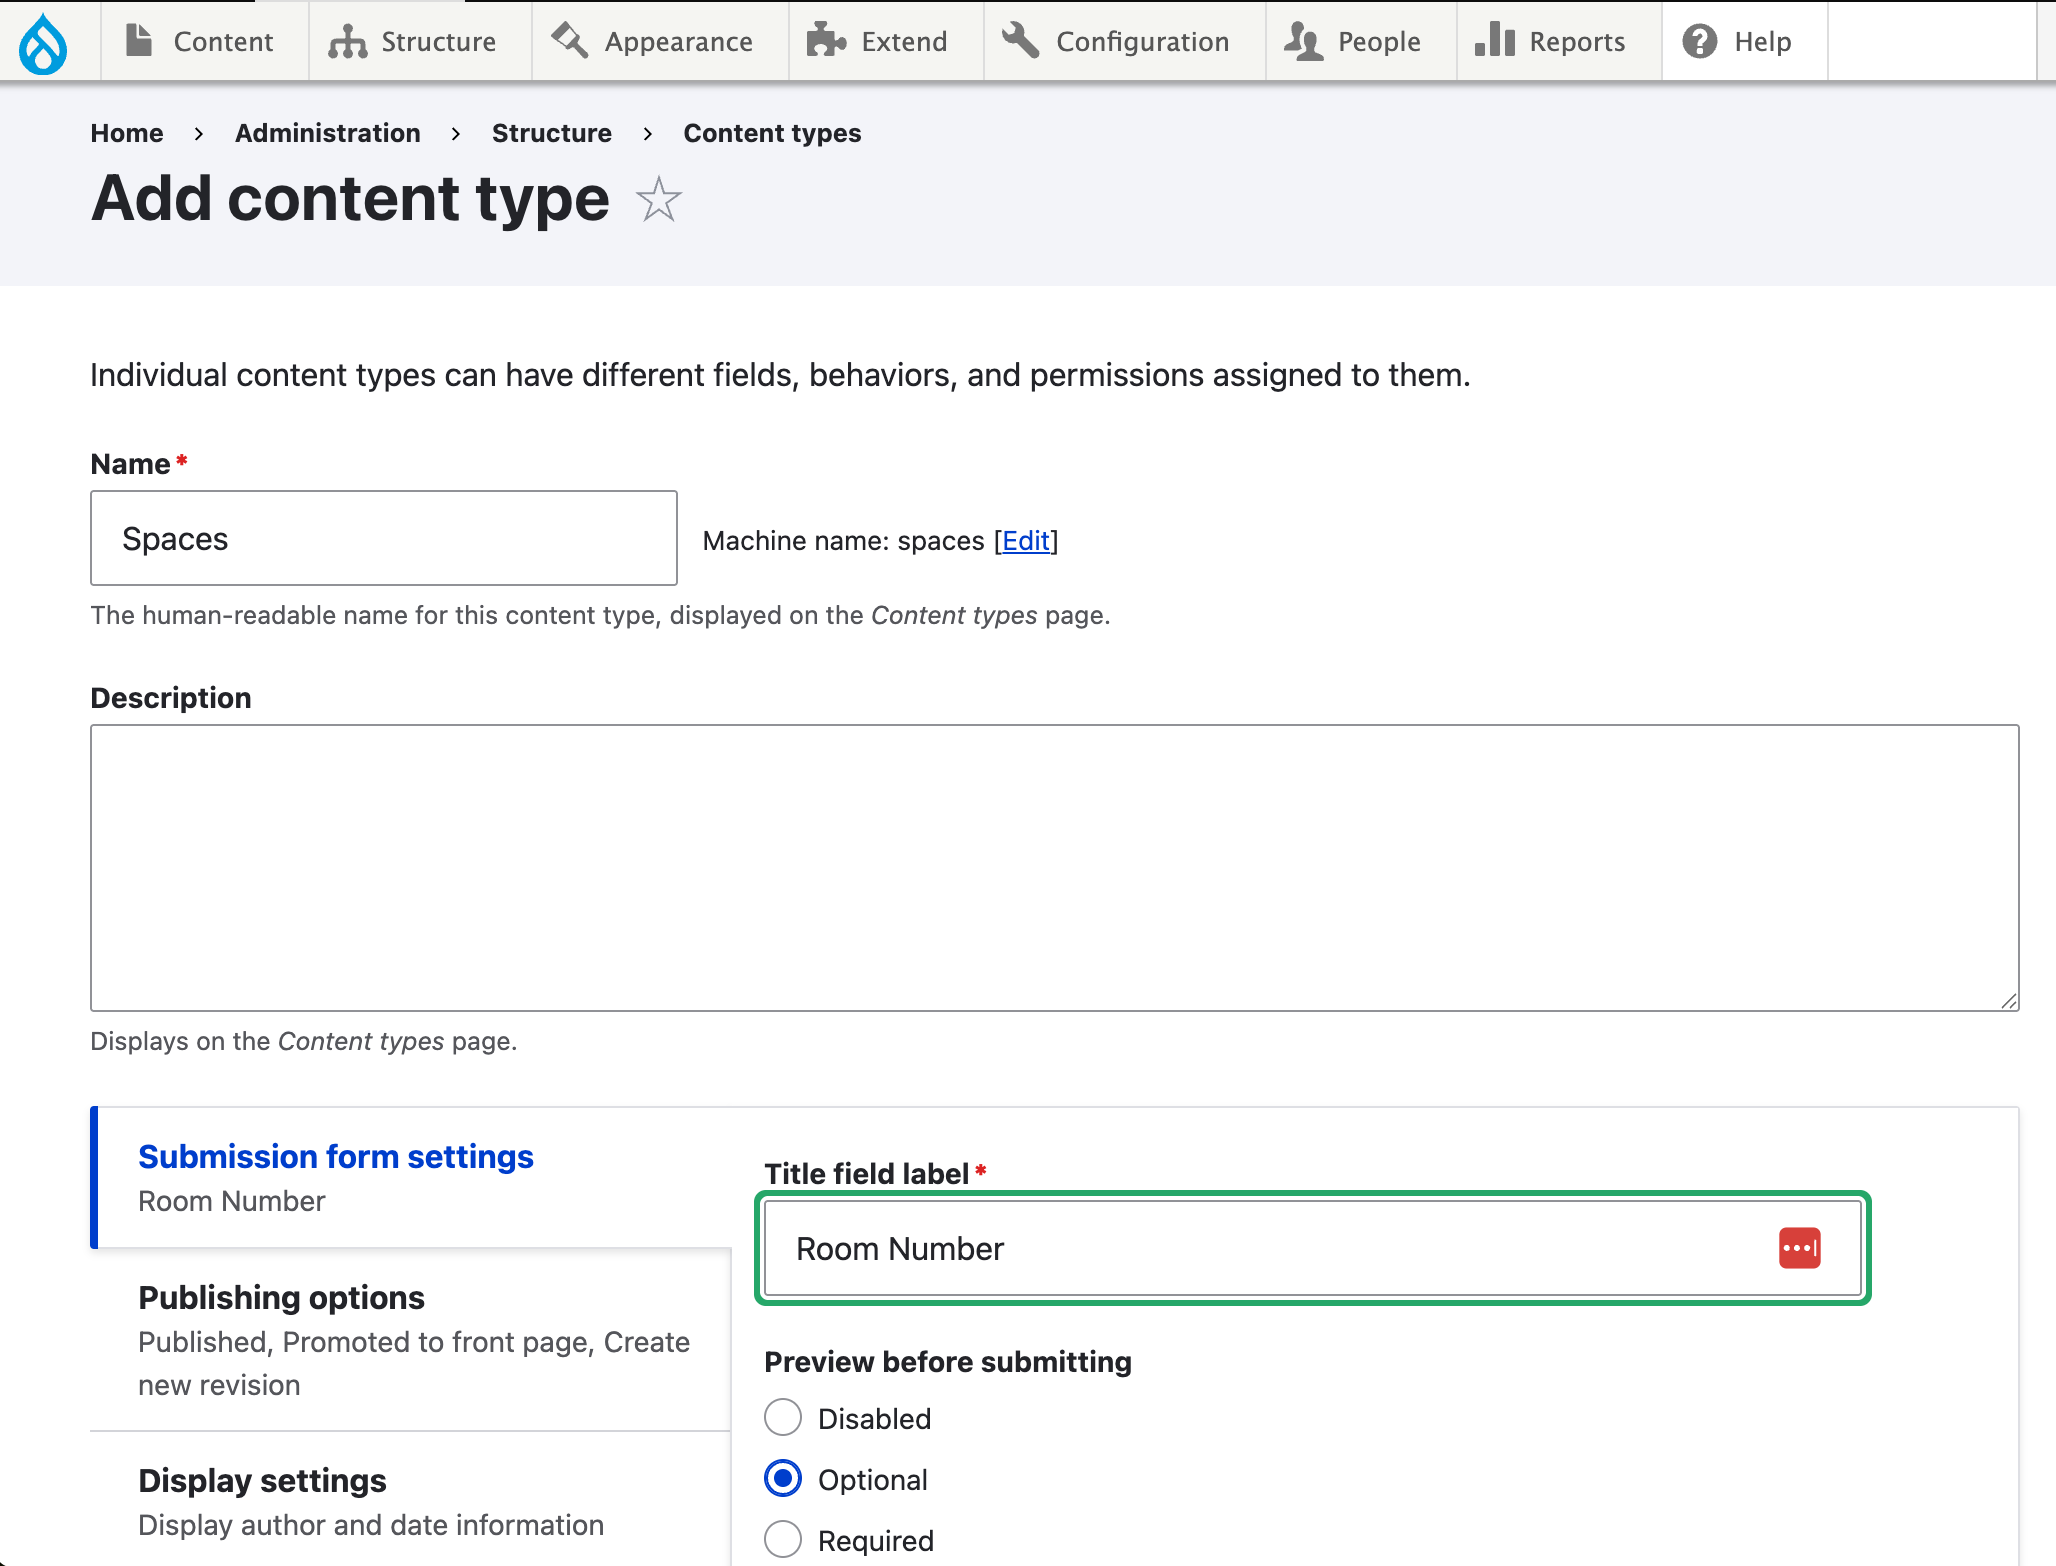 Content Structure Appearance Extend Configuration People Reports Help
Home › Administration › Structure › Content types
Add content type
Individual content types can have different fields, behaviors, and permissions assigned to them.
Name*
Spaces
Machine name: spaces [Edit]
The human-readable name for this content type, displayed on the Content types page.
Description
Displays on the Content types page.
Submission form settings
Room Number
Publishing options
Published, Promoted to front page, Create
new revision
Display settings
Display author and date information
Title field label*
Room Number
Preview before submitting
Disabled
Optional
Required